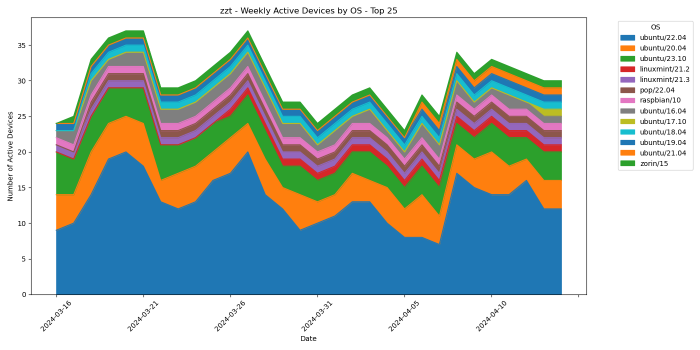 zzt - Weekly Active Devices by OS - Top 25
Number of Active Devices
35
30
25
20
15
10
5
0
2024-03-16
2024-03-21
2024-03-26
2024-03-31
2024-04-05
2024-04-10
Date
OS
ubuntu/22.04
ubuntu/20.04
ubuntu/23.10
linuxmint/21.2
linuxmint/21.3
pop/22.04
raspbian/10
ubuntu/16.04
ubuntu/17.10
ubuntu/18.04
ubuntu/19.04
ubuntu/21.04
zorin/15